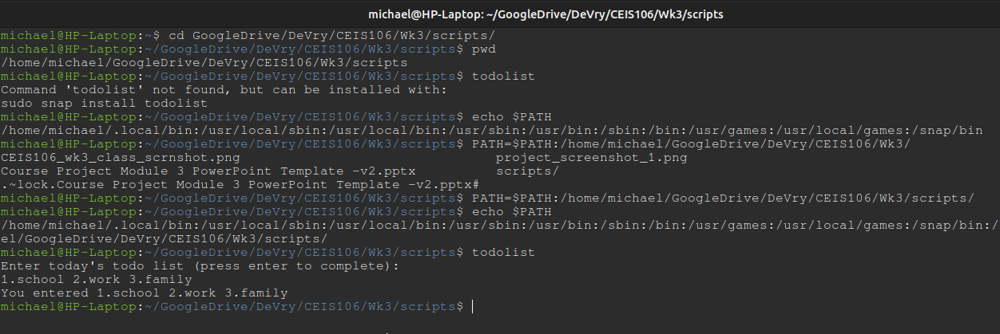 michael@HP-Laptop: ~/GoogleDrive/DeVry/CEIS106/Wk3/scripts
michael@HP-Laptop:~$ cd GoogleDrive/DeVry/CEIS106/Wk3/scripts/
michael@HP-Laptop:~/GoogleDrive/DeVry/CEIS106/Wk3/scripts$ pwd
/home/michael/GoogleDrive/DeVry/CEIS106/Wk3/scripts
michael@HP-Laptop:~/GoogleDrive/DeVry/CEIS106/Wk3/scripts$ todolist
Command 'todolist' not found, but can be installed with:
sudo snap install todolist
michael@HP-Laptop:~/GoogleDrive/DeVry/CEIS106/Wk3/scripts$ echo $PATH
/home/michael/.local/bin:/usr/local/sbin:/usr/local/bin:/usr/sbin:/usr/bin:/sbin:/bin:/usr/games:/usr/local/games:/snap/bin
michael@HP-Laptop:~/GoogleDrive/DeVry/CEIS106/Wk3/scripts$ PATH=$PATH:/home/michael/GoogleDrive/DeVry/CEIS106/Wk3/
CEIS106_wk3_class_scrnshot.png project_screenshot_1.png
Course Project Module 3 PowerPoint Template -v2.pptx scripts/
.~lock.Course Project Module 3 PowerPoint Template -v2.pptx#
michael@HP-Laptop:~/GoogleDrive/DeVry/CEIS106/Wk3/scripts$ PATH=$PATH:/home/michael/GoogleDrive/DeVry/CEIS106/Wk3/scripts/
michael@HP-Laptop:~/GoogleDrive/DeVry/CEIS106/Wk3/scripts$ echo $PATH
/home/michael/.local/bin:/usr/local/sbin:/usr/local/bin:/usr/sbin:/usr/bin:/sbin:/bin:/usr/games:/usr/local/games:/snap/bin:/
el/GoogleDrive/DeVry/CEIS106/Wk3/scripts/
michael@HP-Laptop:~/GoogleDrive/DeVry/CEIS106/Wk3/scripts$ todolist
Enter today's todo list (press enter to complete):
1.school 2.work 3.family
You entered 1.school 2.work 3.family
michael@HP-Laptop:~/GoogleDrive/DeVry/CEIS106/Wk3/scripts$